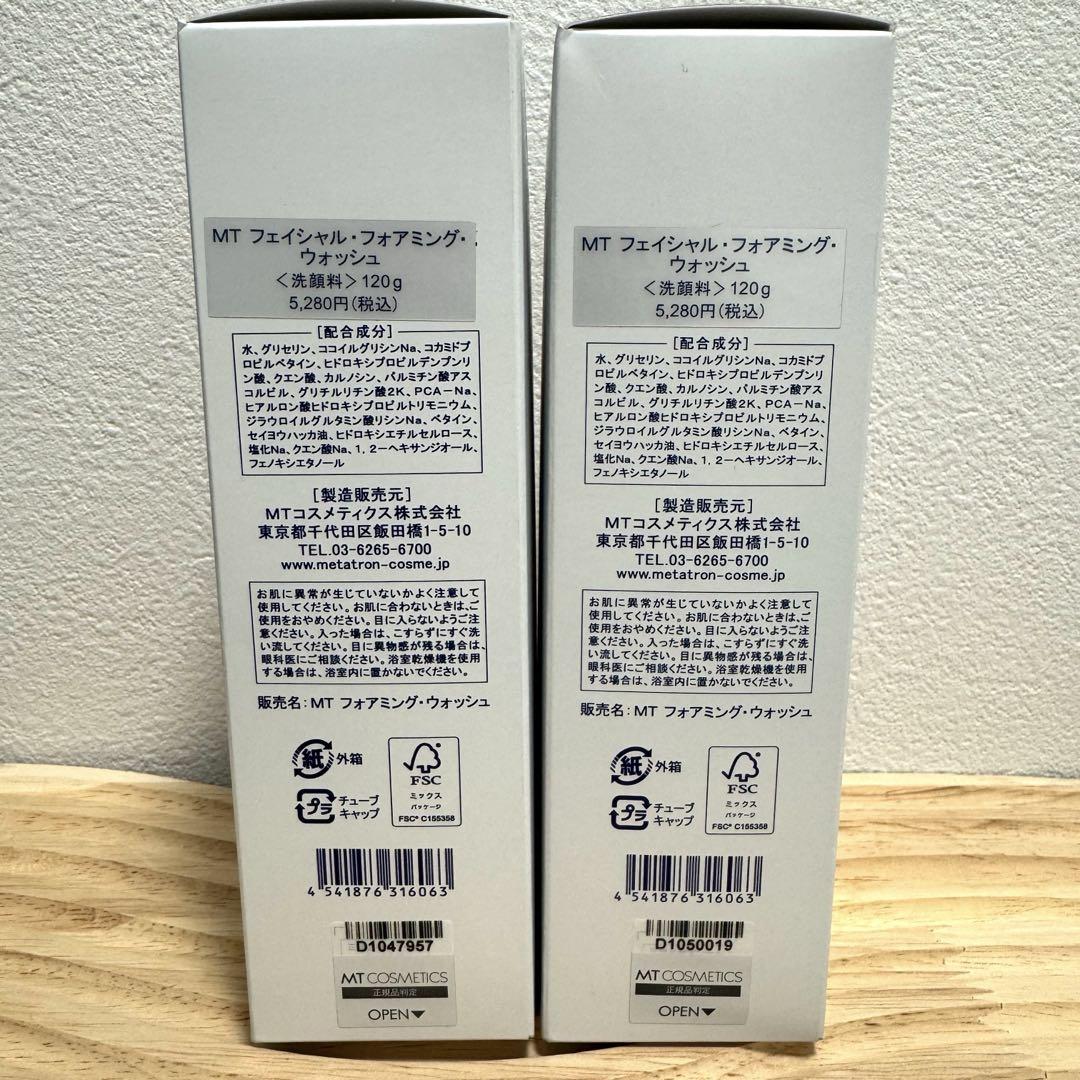 MT フェイシャル・フォアミング・
ウォッシュ
＜洗顔料＞120g
5,280円(税込)
[配合成分]
水、グリセリン、ココイルグリシンNa、コカミドプ
ロピルベタイン、ヒドロキシプロピルデンプンリ
ン酸、クエン酸、カルノシン、パルミチン酸アス
コルビル、グリチルリチン酸2K、PCA－Na、
ヒアルロン酸ヒドロキシプロピルトリモニウム、
ジラウロイルグルタミン酸リシンNa、ベタイン、
セイヨウハッカ油、ヒドロキシエチルセルロース、
塩化Na、クエン酸Na、1，2－ヘキサンジオール、
フェノキシエタノール
[製造販売元]
MTコスメティクス株式会社
東京都千代田区飯田橋1-5-10
TEL.03-6265-6700
www.metatron-cosme.jp
お肌に異常が生じていないかよく注意して
使用してください。お肌に合わないときは、ご
使用をおやめください。目に入らないようご注
意ください。入った場合は、こすらずにすぐ洗
い流してください。目に異物感が残る場合は、
眼科医にご相談ください。浴室乾燥機を使用
する場合は、浴室内に置かないでください。
販売名：MT フォアミング・ウォッシュ
紙 外箱
プラ チューブ
キャップ
FSC
ミックス
パッケージ
FSC® C155358
4 541876 316063
D1047957
MT COSMETICS
正規品判定
OPEN▼
MT フェイシャル・フォアミング・
ウォッシュ
＜洗顔料＞120g
5,280円(税込)
[配合成分]
水、グリセリン、ココイルグリシンNa、コカミドプ
ロピルベタイン、ヒドロキシプロピルデンプンリ
ン酸、クエン酸、カルノシン、パルミチン酸アス
コルビル、グリチルリチン酸2K、PCA－Na、
ヒアルロン酸ヒドロキシプロピルトリモニウム、
ジラウロイルグルタミン酸リシンNa、ベタイン、
セイヨウハッカ油、ヒドロキシエチルセルロース、
塩化Na、クエン酸Na、1，2－ヘキサンジオール、
フェノキシエタノール
[製造販売元]
MTコスメティクス株式会社
東京都千代田区飯田橋1-5-10
TEL.03-6265-6700
www.metatron-cosme.jp
お肌に異常が生じていないかよく注意して
使用してください。お肌に合わないときは、ご
使用をおやめください。目に入らないようご注
意ください。入った場合は、こすらずにすぐ洗
い流してください。目に異物感が残る場合は、
眼科医にご相談ください。浴室乾燥機を使用
する場合は、浴室内に置かないでください。
販売名：MT フォアミング・ウォッシュ
紙 外箱
プラ チューブ
キャップ
FSC
ミックス
パッケージ
FSC® C155358
4 541876 316063
D1050019
MT COSMETICS
正規品判定
OPEN▼